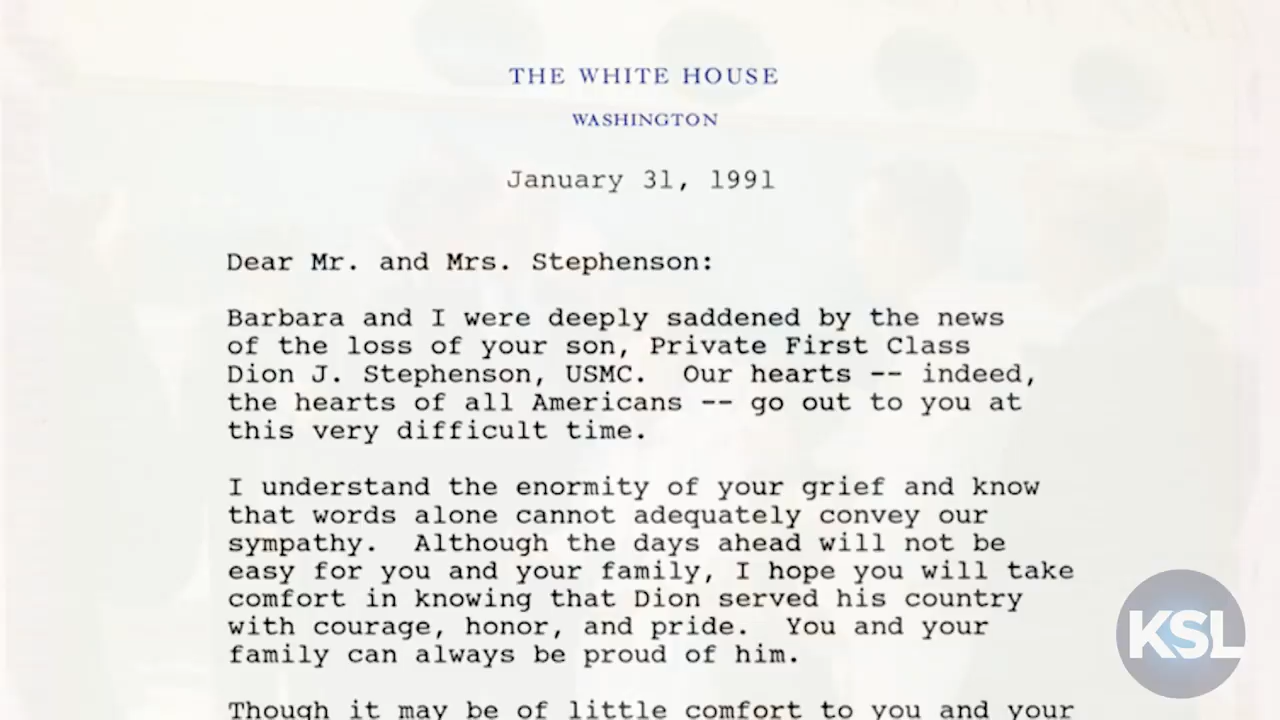 THE WHITE HOUSE
WASHINGTON
January 31, 1991
Dear Mr. and Mrs. Stephenson:
Barbara and I were deeply saddened by the news
of the loss of your son, Private First Class
Dion J. Stephenson, USMC.  Our hearts -- indeed,
the hearts of all Americans -- go out to you at
this very difficult time.
I understand the enormity of your grief and know
that words alone cannot adequately convey our
sympathy.  Although the days ahead will not be
easy for you and your family, I hope you will take
comfort in knowing that Dion served his country
with courage, honor, and pride.  You and your
family can always be proud of him.
Though it may be of little comfort to you and your
KSL